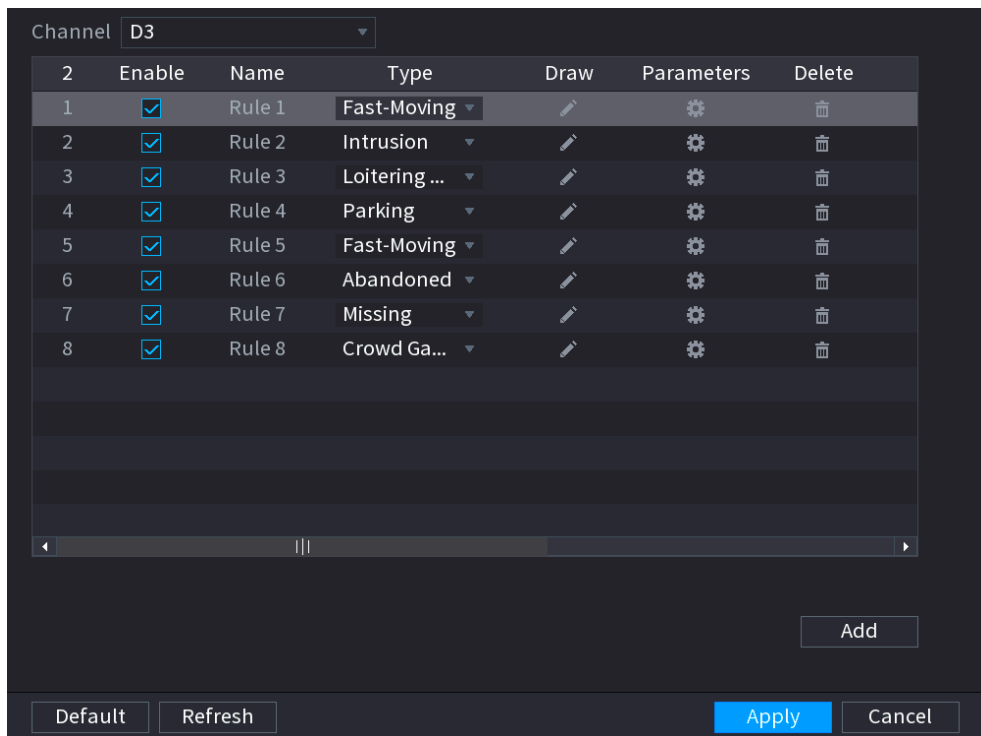 Channel D3
2 Enable Name Type Draw Parameters Delete
1 Rule 1 Fast-Moving
2 Rule 2 Intrusion
3 Rule 3 Loitering ...
4 Rule 4 Parking
5 Rule 5 Fast-Moving
6 Rule 6 Abandoned
7 Rule 7 Missing
8 Rule 8 Crowd Ga...
Add
Default Refresh Apply Cancel